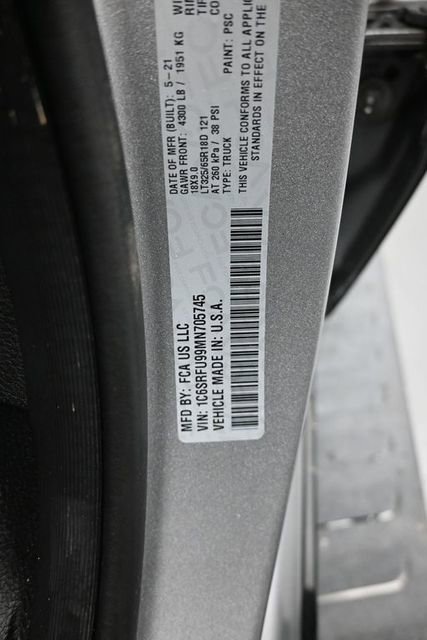 MFD BY: FCA US LLC
VIN: 1C6SRFU99MN705745
VEHICLE MADE IN: U.S.A.
DATE OF MFR (BUILT): 5-21
GAWR FRONT: 4300 LB / 1951 KG
18X9.0
LT325/65R18D 121
AT 260 kPa / 38 PSI
TYPE: TRUCK
PAINT: PSC
THIS VEHICLE CONFORMS TO ALL
STANDARDS IN EFFECT ON THE